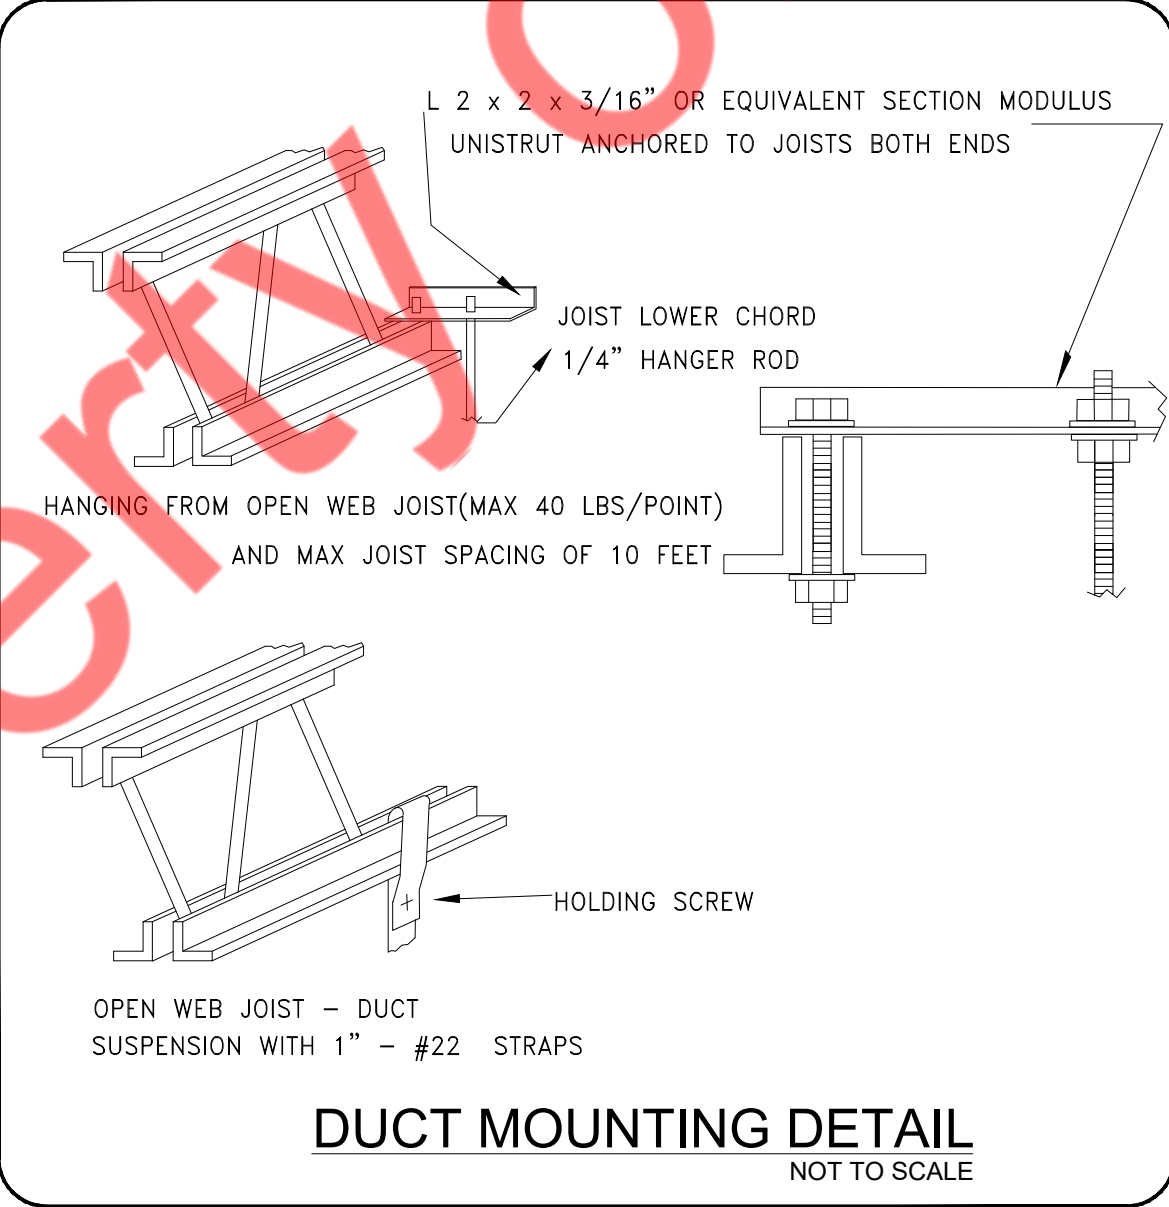 L 2 x 2 x 3/16” OR EQUIVALENT SECTION MODULUS
UNISTRUT ANCHORED TO JOISTS BOTH ENDS
JOIST LOWER CHORD
1/4” HANGER ROD
HANGING FROM OPEN WEB JOIST(MAX 40 LBS/POINT)
AND MAX JOIST SPACING OF 10 FEET
HOLDING SCREW
OPEN WEB JOIST – DUCT
SUSPENSION WITH 1” – #22 STRAPS
DUCT MOUNTING DETAIL
NOT TO SCALE
erty o